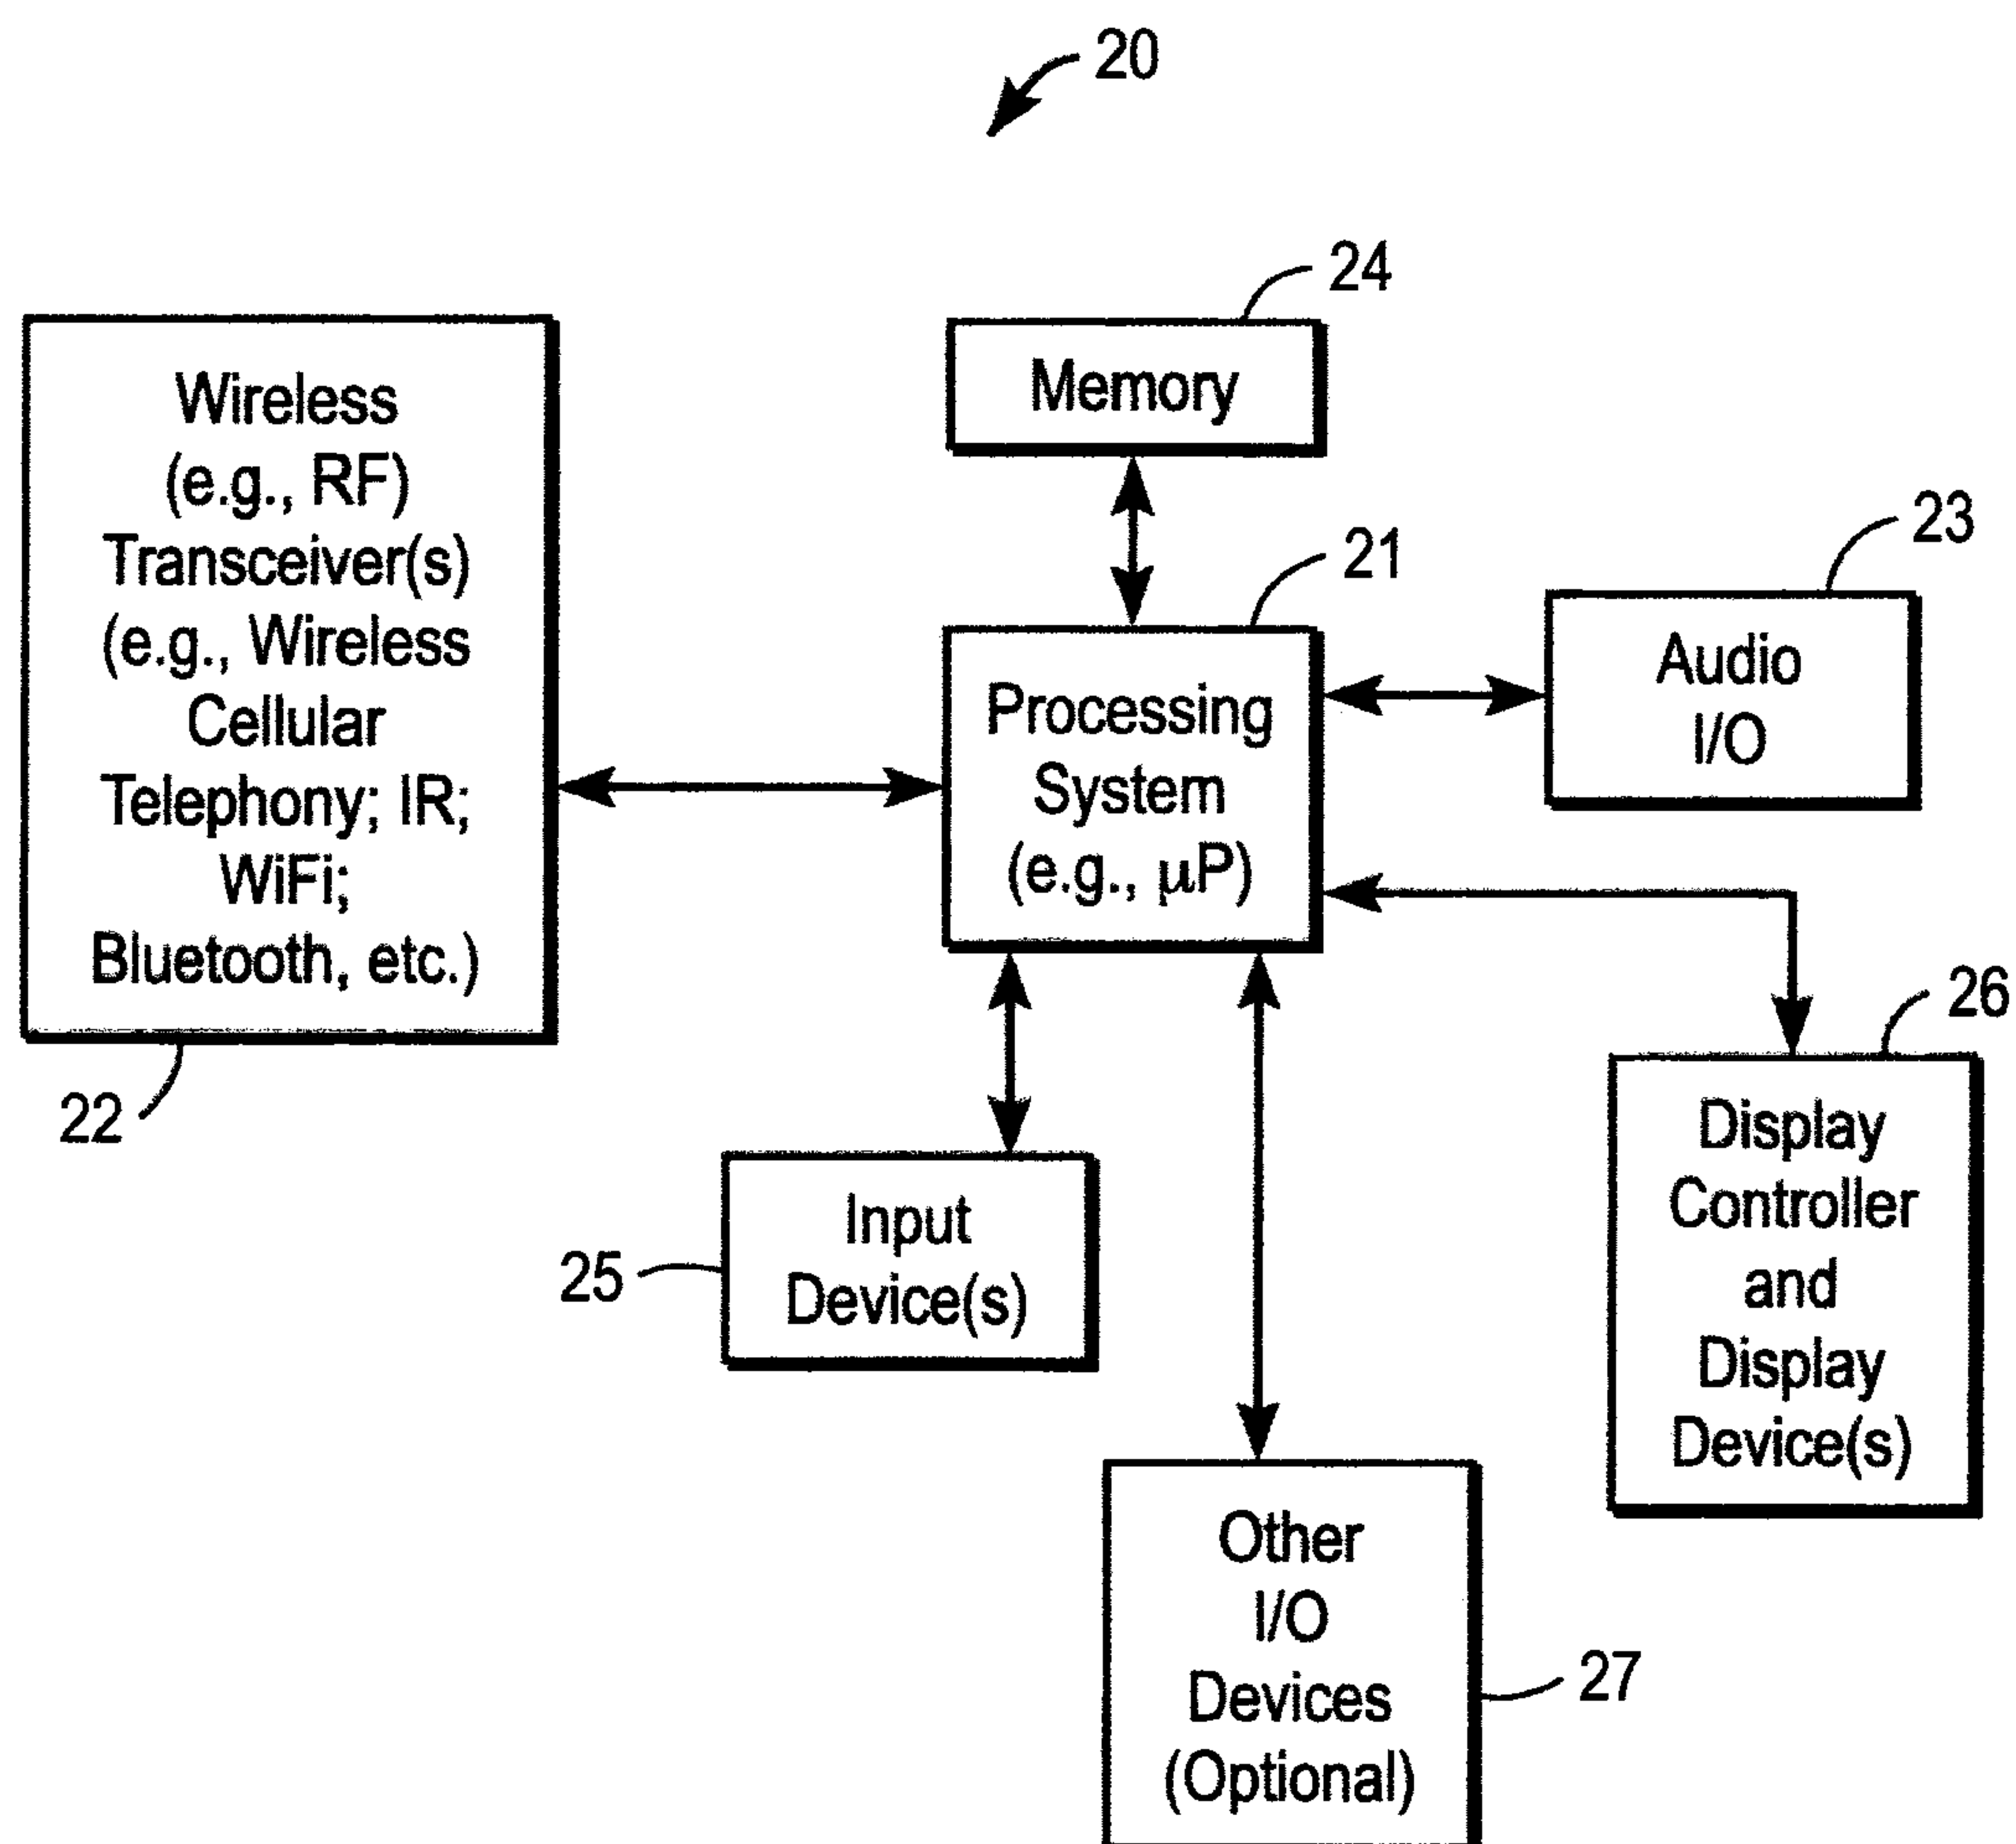 20
24
Memory
Wireless
(e.g., RF)
Transceiver(s)
(e.g., Wireless
Cellular
Telephony; IR;
WiFi;
Bluetooth, etc.)
22
21
Processing
System
(e.g., μP)
23
Audio
I/O
26
Display
Controller
and
Display
Device(s)
25
Input
Device(s)
Other
I/O
Devices
(Optional)
27